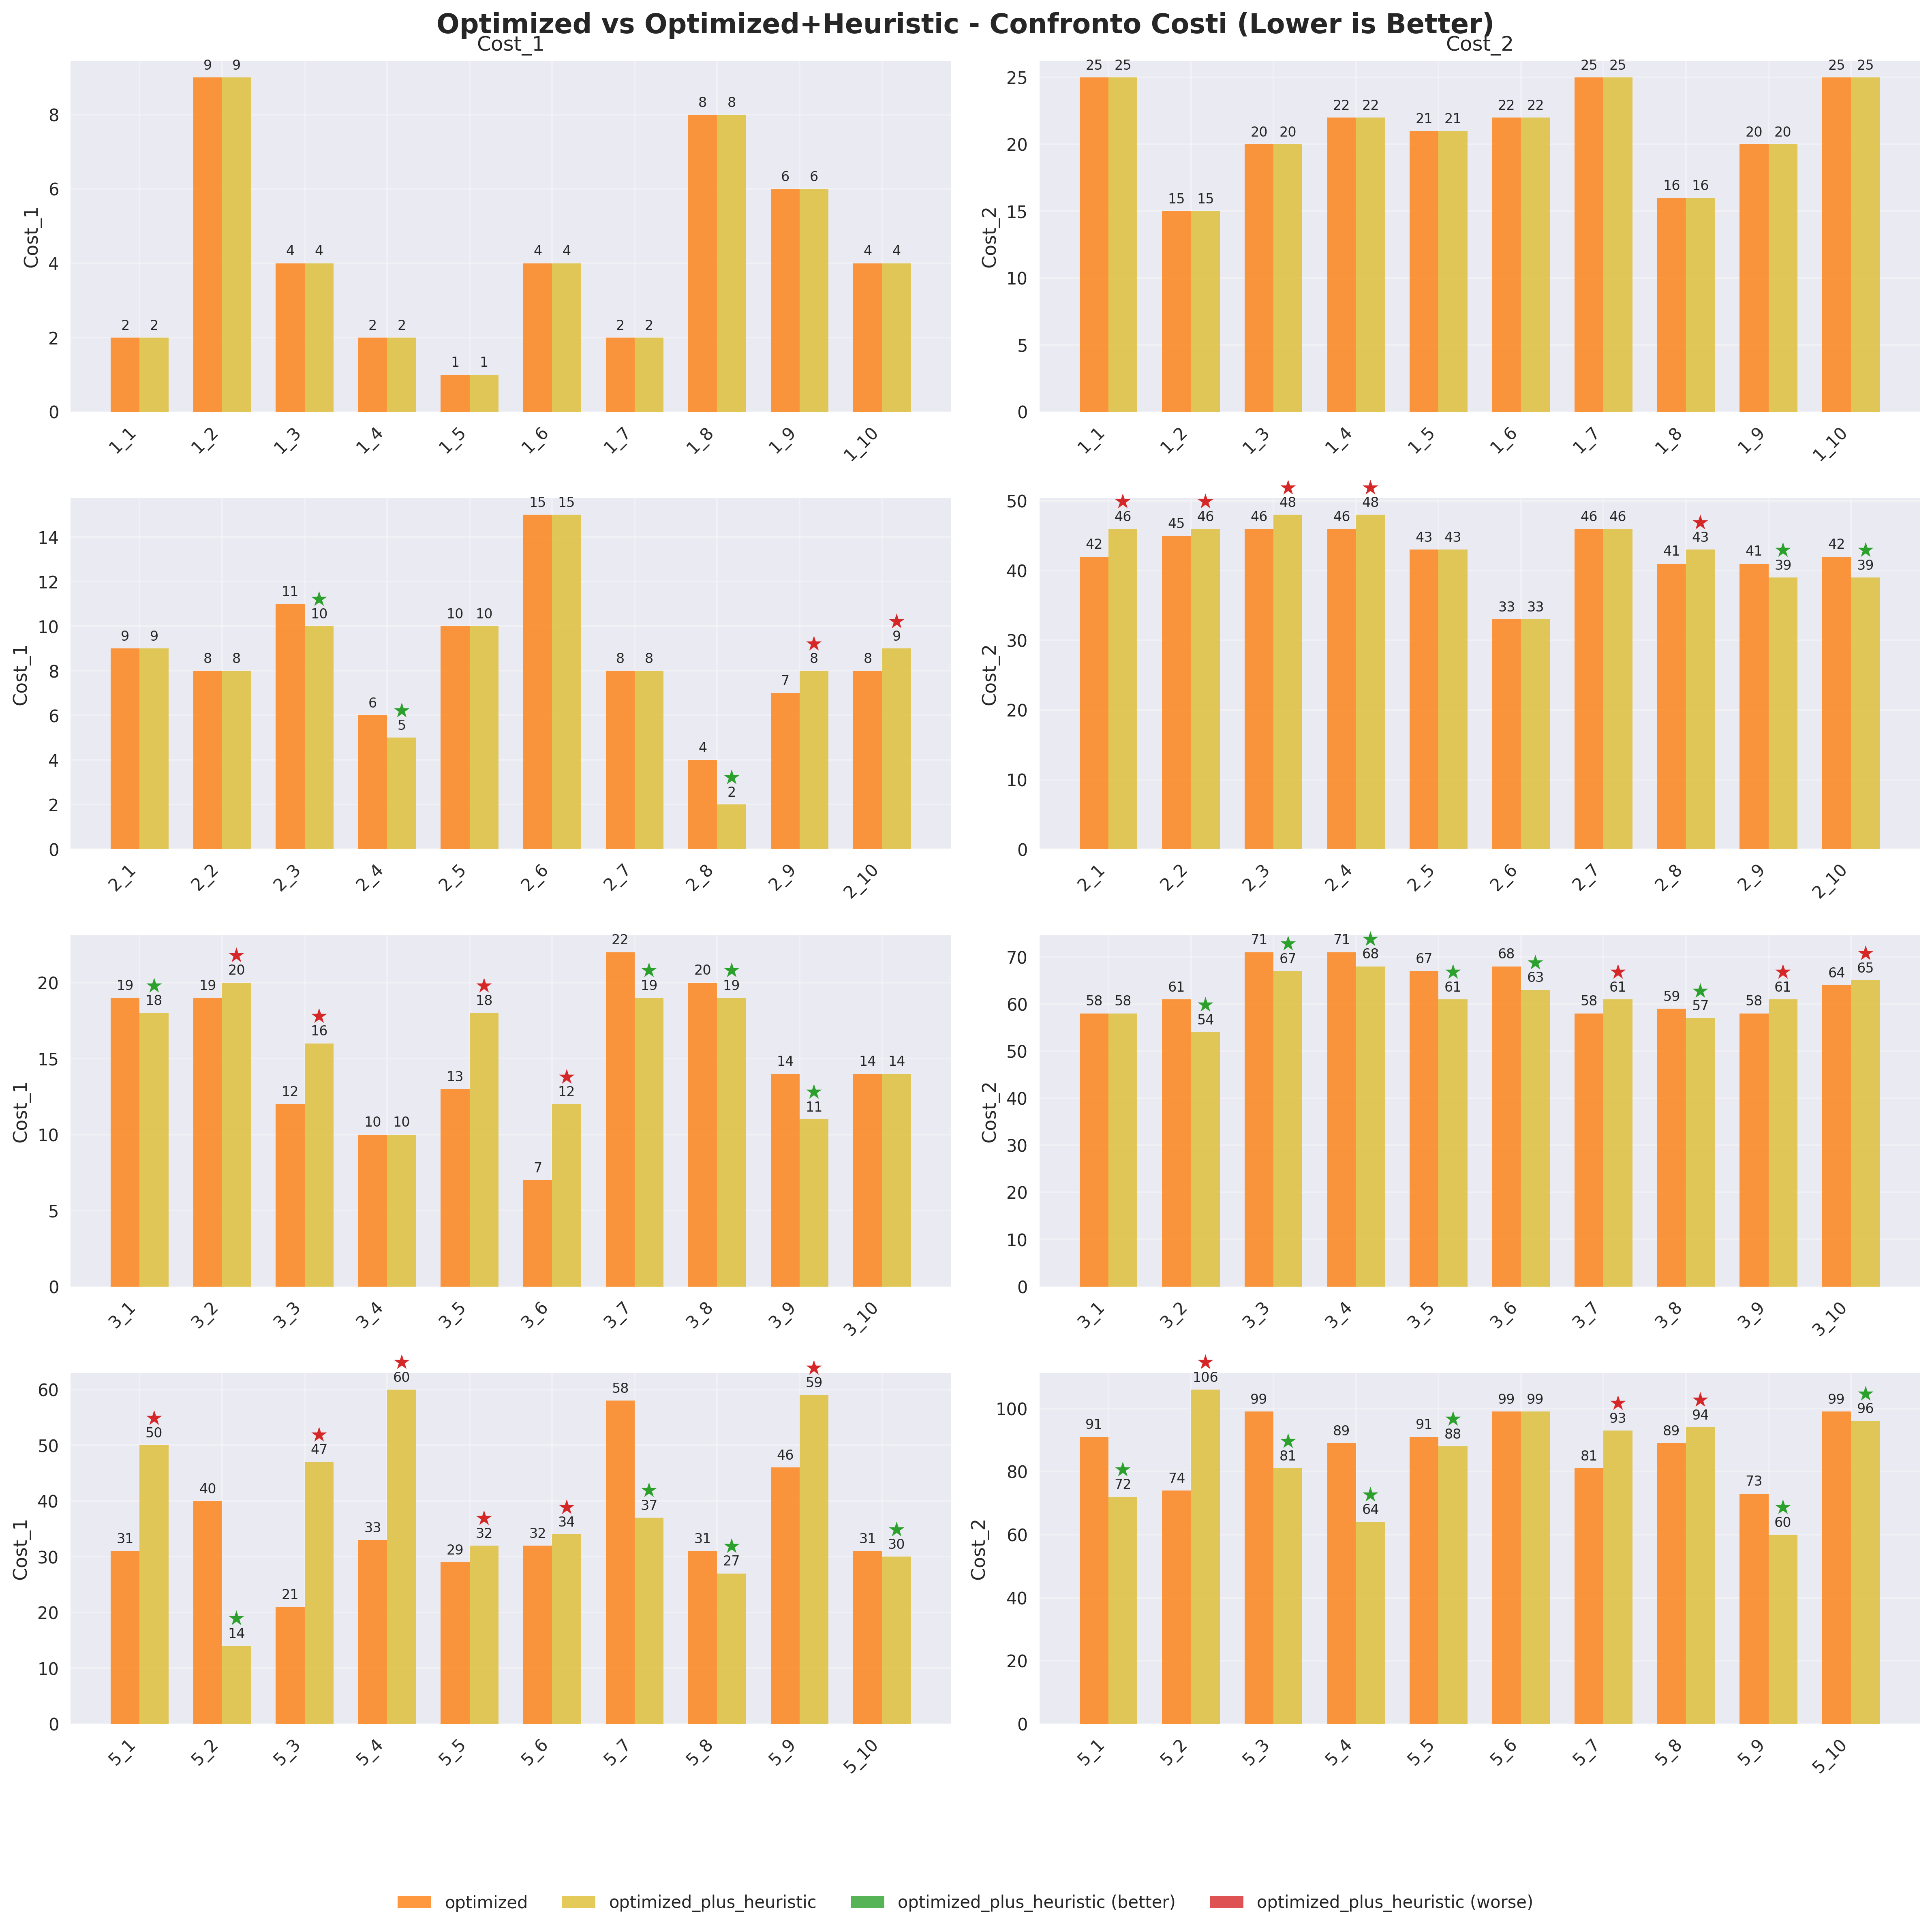 Optimized vs Optimized+Heuristic - Confronto Costi (Lower is Better)
Cost_1
Cost_1
0 2 4 6 8
2 2 9 9 4 4 2 2 1 1 4 4 2 2 8 8 6 6 4 4
1_1 1_2 1_3 1_4 1_5 1_6 1_7 1_8 1_9 1_10
Cost_2
Cost_2
0 5 10 15 20 25
25 25 15 15 20 20 22 22 21 21 22 22 25 25 16 16 20 20 25 25
1_1 1_2 1_3 1_4 1_5 1_6 1_7 1_8 1_9 1_10
Cost_1
0 2 4 6 8 10 12 14
9 9 8 8 11 10 6 5 10 10 15 15 8 8 4 2 7 8 8 9
2_1 2_2 2_3 2_4 2_5 2_6 2_7 2_8 2_9 2_10
Cost_2
0 10 20 30 40 50
42 46 45 46 46 48 46 48 43 43 33 33 46 46 41 43 41 39 42 39
2_1 2_2 2_3 2_4 2_5 2_6 2_7 2_8 2_9 2_10
Cost_1
0 5 10 15 20
19 18 19 20 12 16 10 10 13 18 7 12 22 19 20 19 14 11 14 14
3_1 3_2 3_3 3_4 3_5 3_6 3_7 3_8 3_9 3_10
Cost_2
0 10 20 30 40 50 60 70
58 58 61 54 71 67 71 68 67 61 68 63 58 61 59 57 58 61 64 65
3_1 3_2 3_3 3_4 3_5 3_6 3_7 3_8 3_9 3_10
Cost_1
0 10 20 30 40 50 60
31 50 40 14 21 47 33 60 29 32 32 34 58 37 31 27 46 59 31 30
5_1 5_2 5_3 5_4 5_5 5_6 5_7 5_8 5_9 5_10
Cost_2
0 20 40 60 80 100
91 72 74 106 99 81 89 64 91 88 99 99 81 93 89 94 73 60 99 96
5_1 5_2 5_3 5_4 5_5 5_6 5_7 5_8 5_9 5_10
optimized optimized_plus_heuristic optimized_plus_heuristic (better) optimized_plus_heuristic (worse)